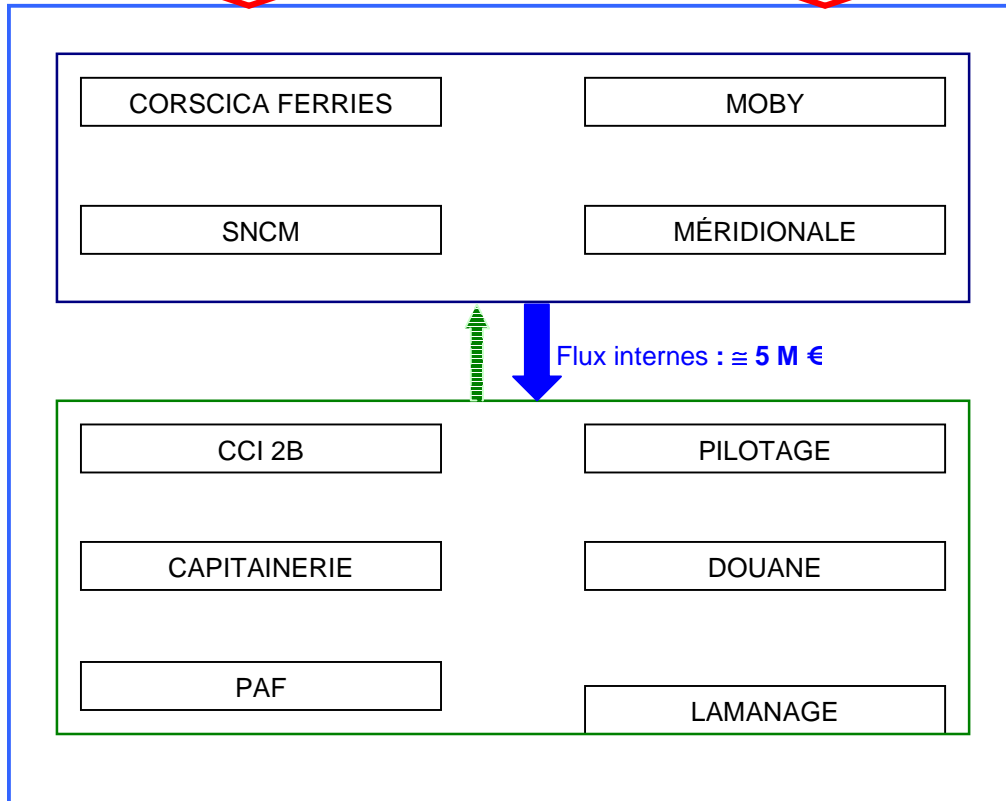 CORSCICA FERRIES
MOBY
SNCM
MÉRIDIONALE
Flux internes : ≅ 5 M €
CCI 2B
PILOTAGE
CAPITAINERIE
DOUANE
PAF
LAMANAGE